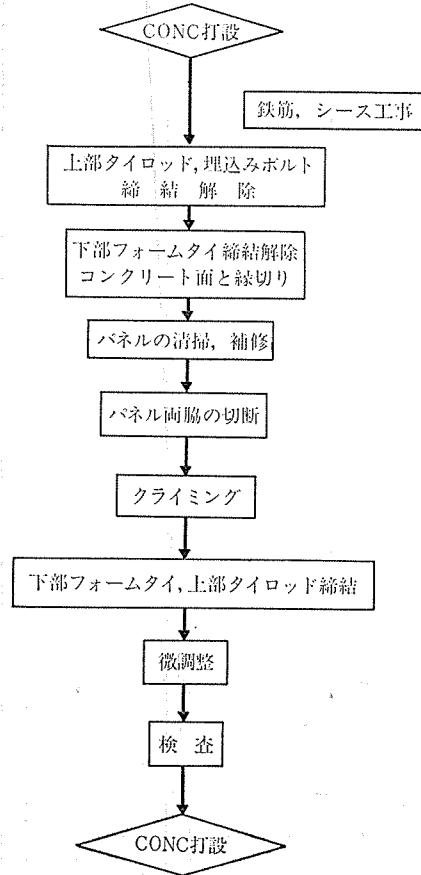 CONC打設
鉄筋，シース工事
上部タイロッド，埋込みボルト
締結解除
下部フォームタイ締結解除
コンクリート面と縁切り
パネルの清掃，補修
パネル両脇の切断
クライミング
下部フォームタイ，上部タイロッド締結
微調整
検査
CONC打設